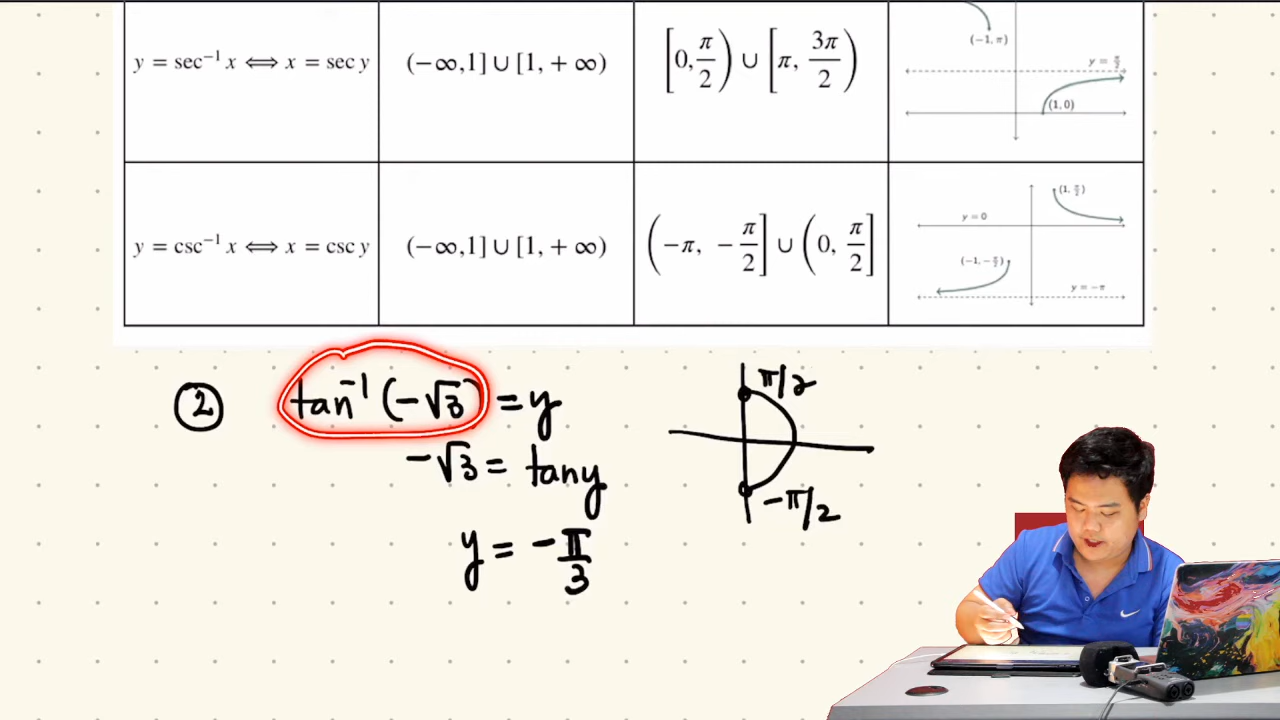 y = sec⁻¹ x ⟺ x = sec y
(−∞,1] ∪ [1, +∞)
[0, π/2) ∪ [π, 3π/2)
(−1, π)
y = π/2
(1, 0)
y = csc⁻¹ x ⟺ x = csc y
(−∞,1] ∪ [1, +∞)
(−π, −π/2] ∪ (0, π/2]
(1, π/2)
y = 0
(−1, −π/2)
y = −π
② tan⁻¹(−√3) = y
−√3 = tany
y = −π/3
π/2
−π/2